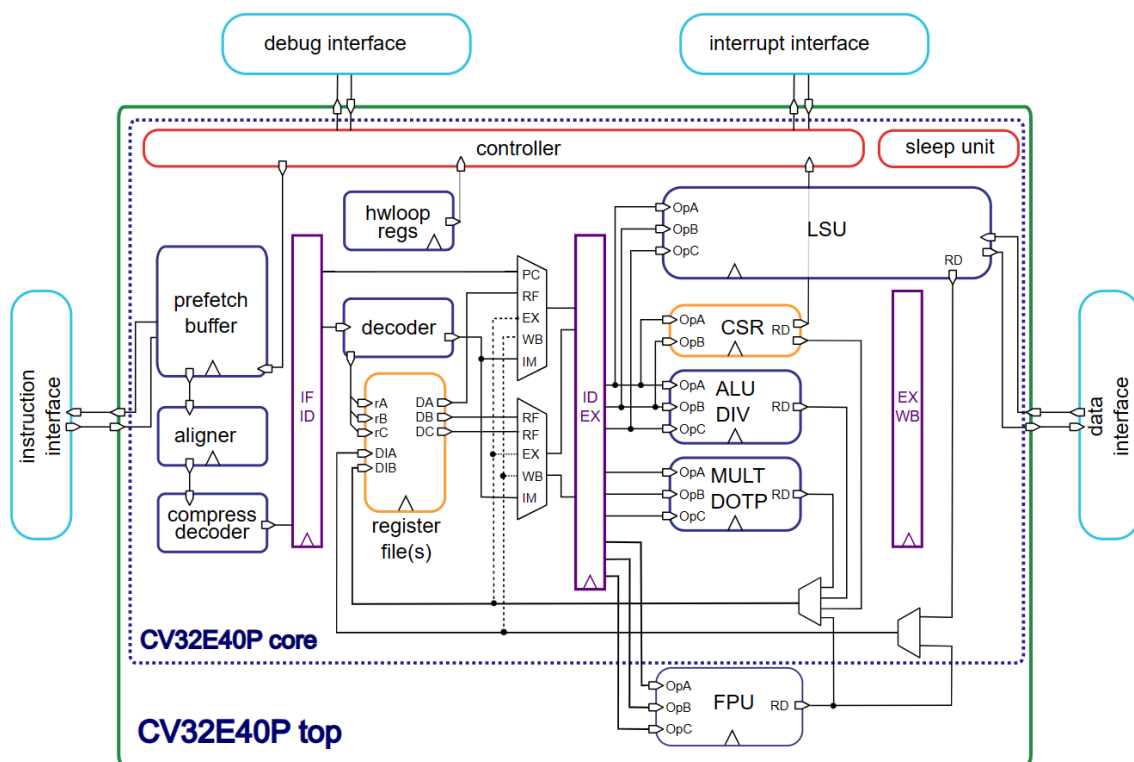 debug interface
interrupt interface
controller
sleep unit
hwloop
regs
OpA
OpB
OpC
LSU
RD
prefetch
buffer
instruction
interface
IF
ID
decoder
PC
RF
EX
WB
IM
OpA
OpB
CSR
RD
ID
EX
EX
WB
data
interface
aligner
rA
rB
rC
DIA
DIB
DA
DB
DC
RF
RF
EX
WB
IM
OpA
OpB
OpC
ALU
DIV
RD
compress
decoder
register
file(s)
OpA
OpB
OpC
MULT
DOTP
RD
CV32E40P core
OpA
OpB
OpC
FPU
RD
CV32E40P top